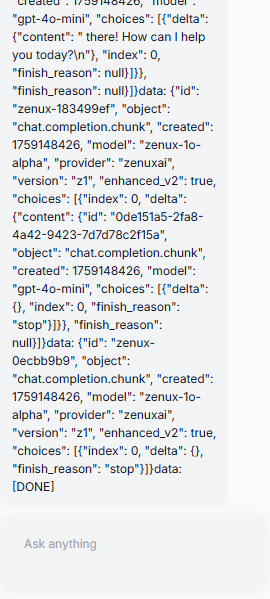 "created": 1759148426, "model":
"gpt-4o-mini", "choices": [{"delta":
{"content": " there! How can I help
you today?\n"}, "index": 0,
"finish_reason": null}]}},
"finish_reason": null}]}data: {"id":
"zenux-183499ef", "object":
"chat.completion.chunk", "created":
1759148426, "model": "zenux-1o-
alpha", "provider": "zenuxai",
"version": "z1", "enhanced_v2": true,
"choices": [{"index": 0, "delta":
{"content": {"id": "0de151a5-2fa8-
4a42-9423-7d7d78c2f15a",
"object": "chat.completion.chunk",
"created": 1759148426, "model":
"gpt-4o-mini", "choices": [{"delta":
{}, "index": 0, "finish_reason":
"stop"}]}}, "finish_reason":
null}]}data: {"id": "zenux-
0ecbb9b9", "object":
"chat.completion.chunk", "created":
1759148426, "model": "zenux-1o-
alpha", "provider": "zenuxai",
"version": "z1", "enhanced_v2": true,
"choices": [{"index": 0, "delta": {},
"finish_reason": "stop"}]}data:
[DONE]
Ask anything